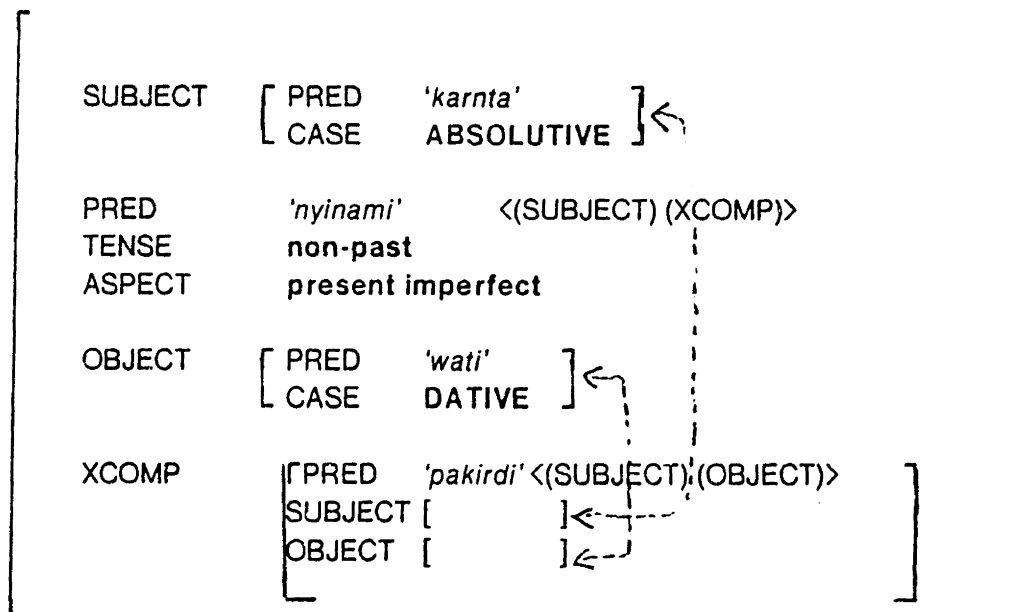 SUBJECT [ PRED 'karnta' ]
[ CASE ABSOLUTIVE ]
PRED 'nyinami' <(SUBJECT) (XCOMP)>
TENSE non-past
ASPECT present imperfect
OBJECT [ PRED 'wati' ]
[ CASE DATIVE ]
XCOMP [ PRED 'pakirdi' <(SUBJECT) (OBJECT)> ]
SUBJECT [ ]
OBJECT [ ]